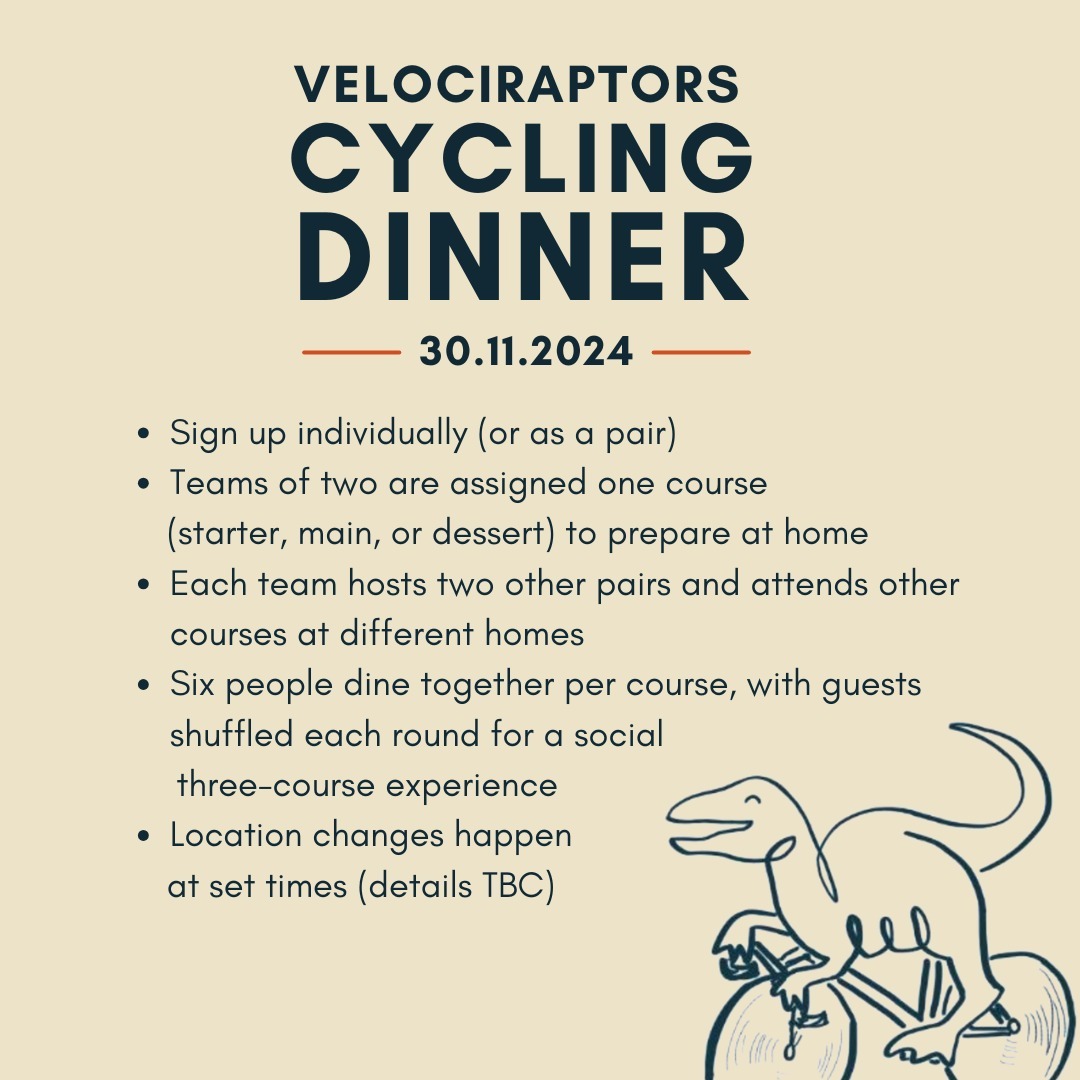 VELOCIRAPTORS
CYCLING
DINNER
30.11.2024
• Sign up individually (or as a pair)
• Teams of two are assigned one course
(starter, main, or dessert) to prepare at home
• Each team hosts two other pairs and attends other
courses at different homes
• Six people dine together per course, with guests
shuffled each round for a social
three-course experience
• Location changes happen
at set times (details TBC)